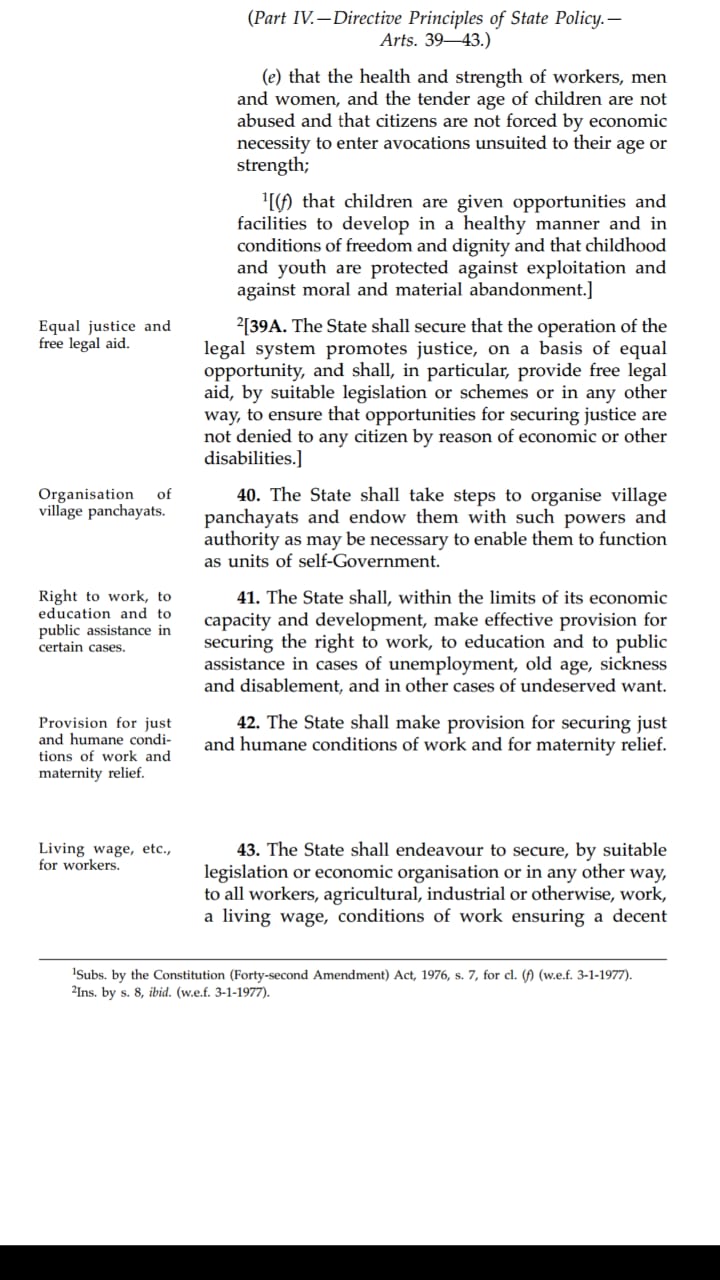 (Part IV.—Directive Principles of State Policy.—
Arts. 39—43.)
(e) that the health and strength of workers, men
and women, and the tender age of children are not
abused and that citizens are not forced by economic
necessity to enter avocations unsuited to their age or
strength;
1[(f) that children are given opportunities and
facilities to develop in a healthy manner and in
conditions of freedom and dignity and that childhood
and youth are protected against exploitation and
against moral and material abandonment.]
Equal justice and
free legal aid.
2[39A. The State shall secure that the operation of the
legal system promotes justice, on a basis of equal
opportunity, and shall, in particular, provide free legal
aid, by suitable legislation or schemes or in any other
way, to ensure that opportunities for securing justice are
not denied to any citizen by reason of economic or other
disabilities.]
Organisation of
village panchayats.
40. The State shall take steps to organise village
panchayats and endow them with such powers and
authority as may be necessary to enable them to function
as units of self-Government.
Right to work, to
education and to
public assistance in
certain cases.
41. The State shall, within the limits of its economic
capacity and development, make effective provision for
securing the right to work, to education and to public
assistance in cases of unemployment, old age, sickness
and disablement, and in other cases of undeserved want.
Provision for just
and humane condi-
tions of work and
maternity relief.
42. The State shall make provision for securing just
and humane conditions of work and for maternity relief.
Living wage, etc.,
for workers.
43. The State shall endeavour to secure, by suitable
legislation or economic organisation or in any other way,
to all workers, agricultural, industrial or otherwise, work,
a living wage, conditions of work ensuring a decent
1Subs. by the Constitution (Forty-second Amendment) Act, 1976, s. 7, for cl. (f) (w.e.f. 3-1-1977).
2Ins. by s. 8, ibid. (w.e.f. 3-1-1977).